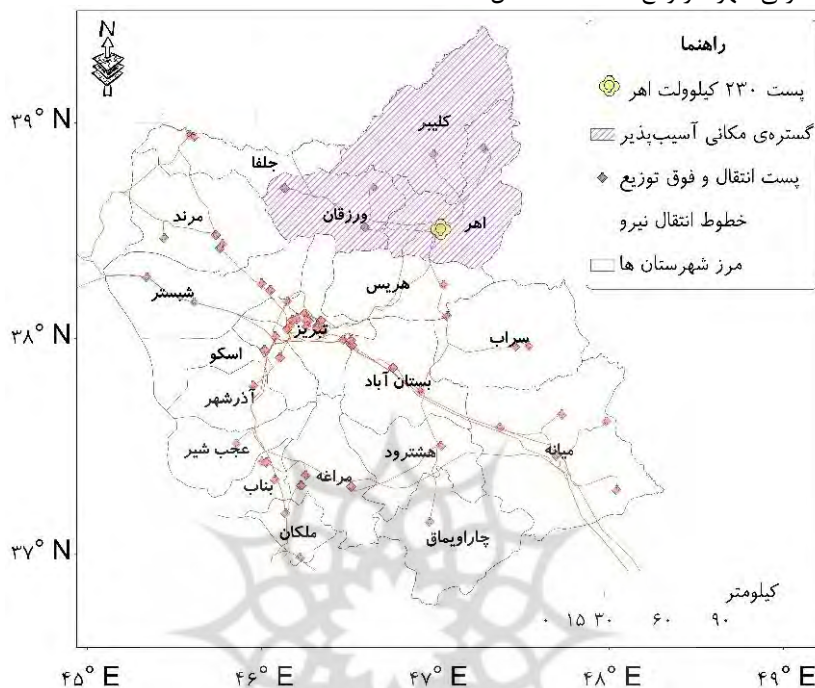 N
راهنما
پست ۲۳۰ کیلوولت اهر
گستره‌ی مکانی آسیب‌پذیر
پست انتقال و فوق توزیع
خطوط انتقال نیرو
مرز شهرستان ها
۳۹° N
کلیبر
جلفا
ورزقان
اهر
مرند
هریس
شبستر
۳۸° N
تبریز
سراب
اسکو
بستان آباد
آذرشهر
عجب شیر
هشترود
میانه
مراغه
بناب
ملکان
چاراویماق
۳۷° N
کیلومتر
۰ ۱۵ ۳۰ ۶۰ ۹۰
۴۵° E ۴۶° E ۴۷° E ۴۸° E ۴۹° E